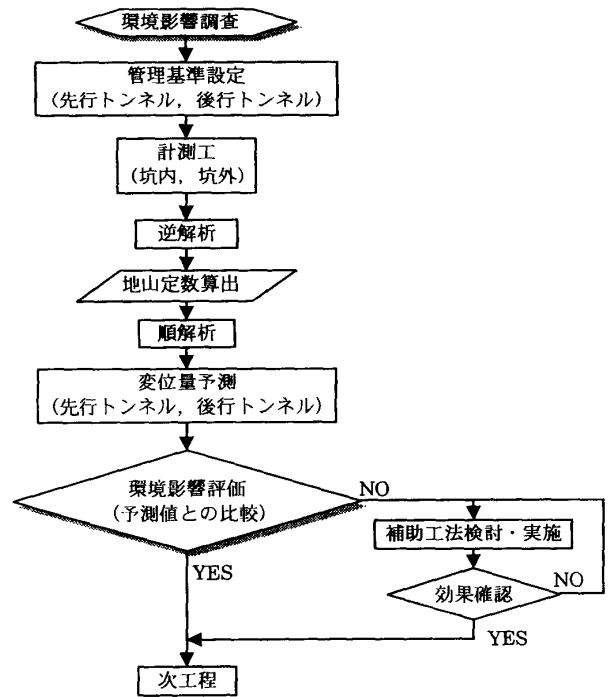 環境影響調査
管理基準設定
(先行トンネル，後行トンネル)
計測工
(坑内，坑外)
逆解析
地山定数算出
順解析
変位量予測
(先行トンネル，後行トンネル)
環境影響評価
(予測値との比較)
NO
補助工法検討・実施
YES
効果確認
NO
YES
次工程